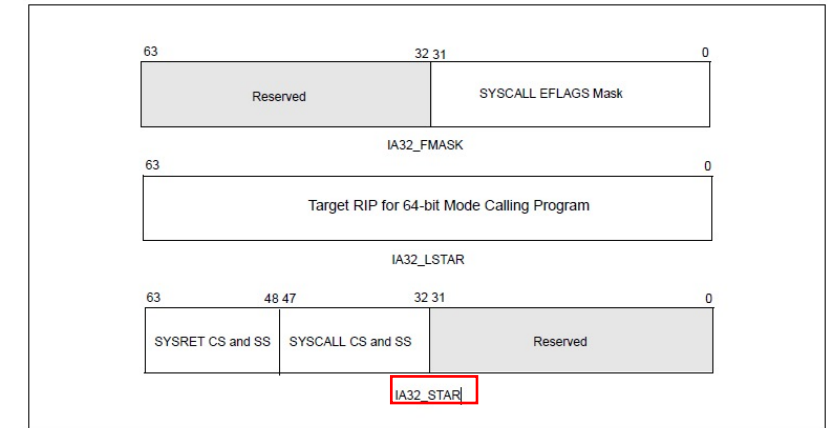 63 32 31 0
Reserved SYSCALL EFLAGS Mask
IA32_FMASK
63 0
Target RIP for 64-bit Mode Calling Program
IA32_LSTAR
63 48 47 32 31 0
SYSRET CS and SS SYSCALL CS and SS Reserved
IA32_STAR